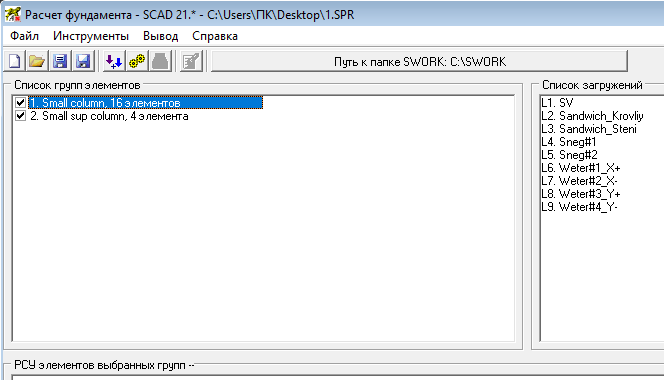 Расчет фундамента - SCAD 21.* - C:\Users\ПК\Desktop\1.SPR
Файл Инструменты Вывод Справка
Путь к папке SWORK: C:\SWORK
Список групп элементов
1. Small column, 16 элементов
2. Small sup column, 4 элемента
Список загружений
L1. SV
L2. Sandwich_Krovliy
L3. Sandwich_Steni
L4. Sneg#1
L5. Sneg#2
L6. Weter#1_X+
L7. Weter#2_X-
L8. Weter#3_Y+
L9. Weter#4_Y-
РСУ элементов выбранных групп --